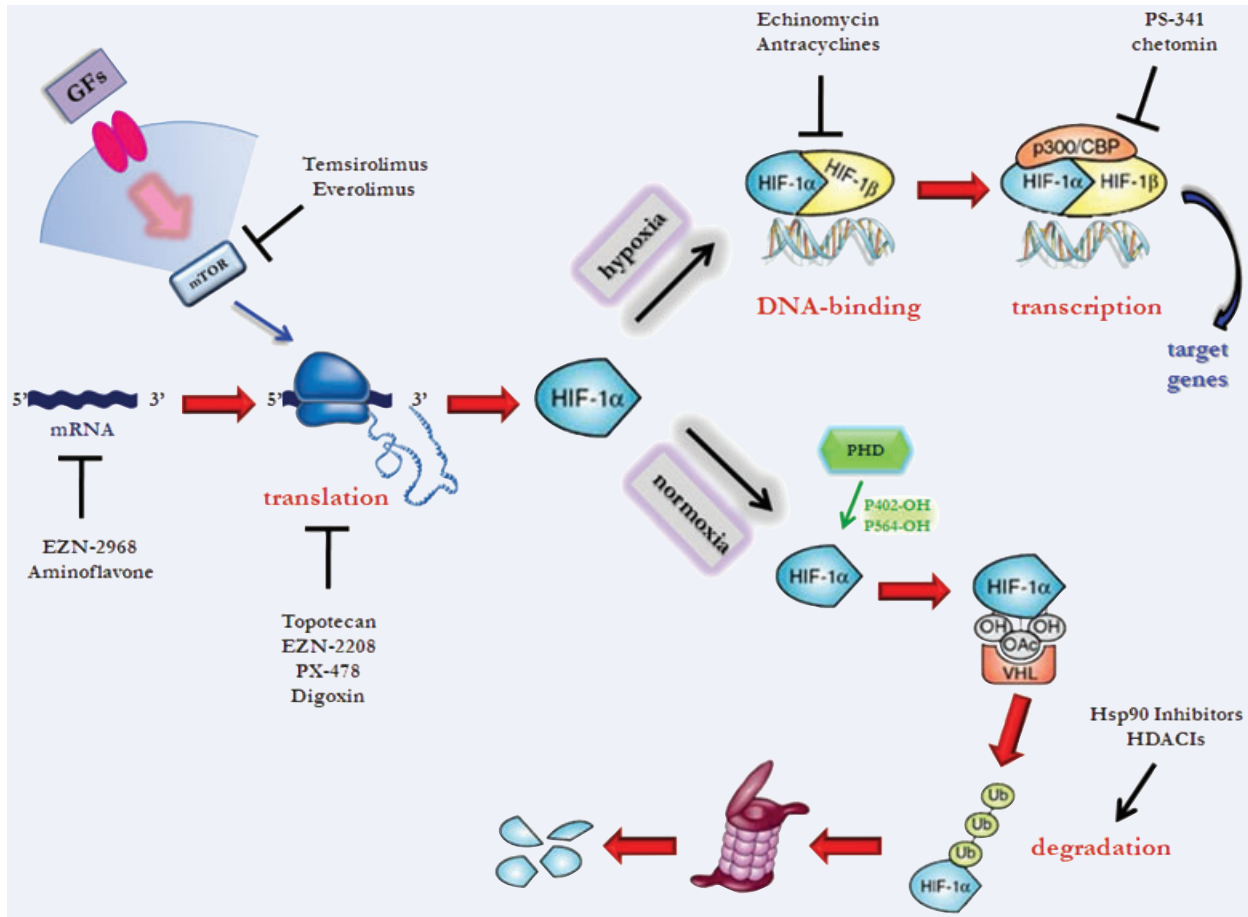 Echinomycin
Antracyclines
PS-341
chetomin
GFs
Temsirolimus
Everolimus
mTOR
hypoxia
HIF-1α
HIF-1β
p300/CBP
HIF-1α
HIF-1β
DNA-binding
transcription
target
genes
5’
3’
mRNA
5’
3’
translation
HIF-1α
EZN-2968
Aminoflavone
Topotecan
EZN-2208
PX-478
Digoxin
normoxia
PHD
P402-OH
P564-OH
HIF-1α
HIF-1α
OH
OH
OAc
VHL
Hsp90 Inhibitors
HDACIs
Ub
Ub
Ub
HIF-1α
degradation